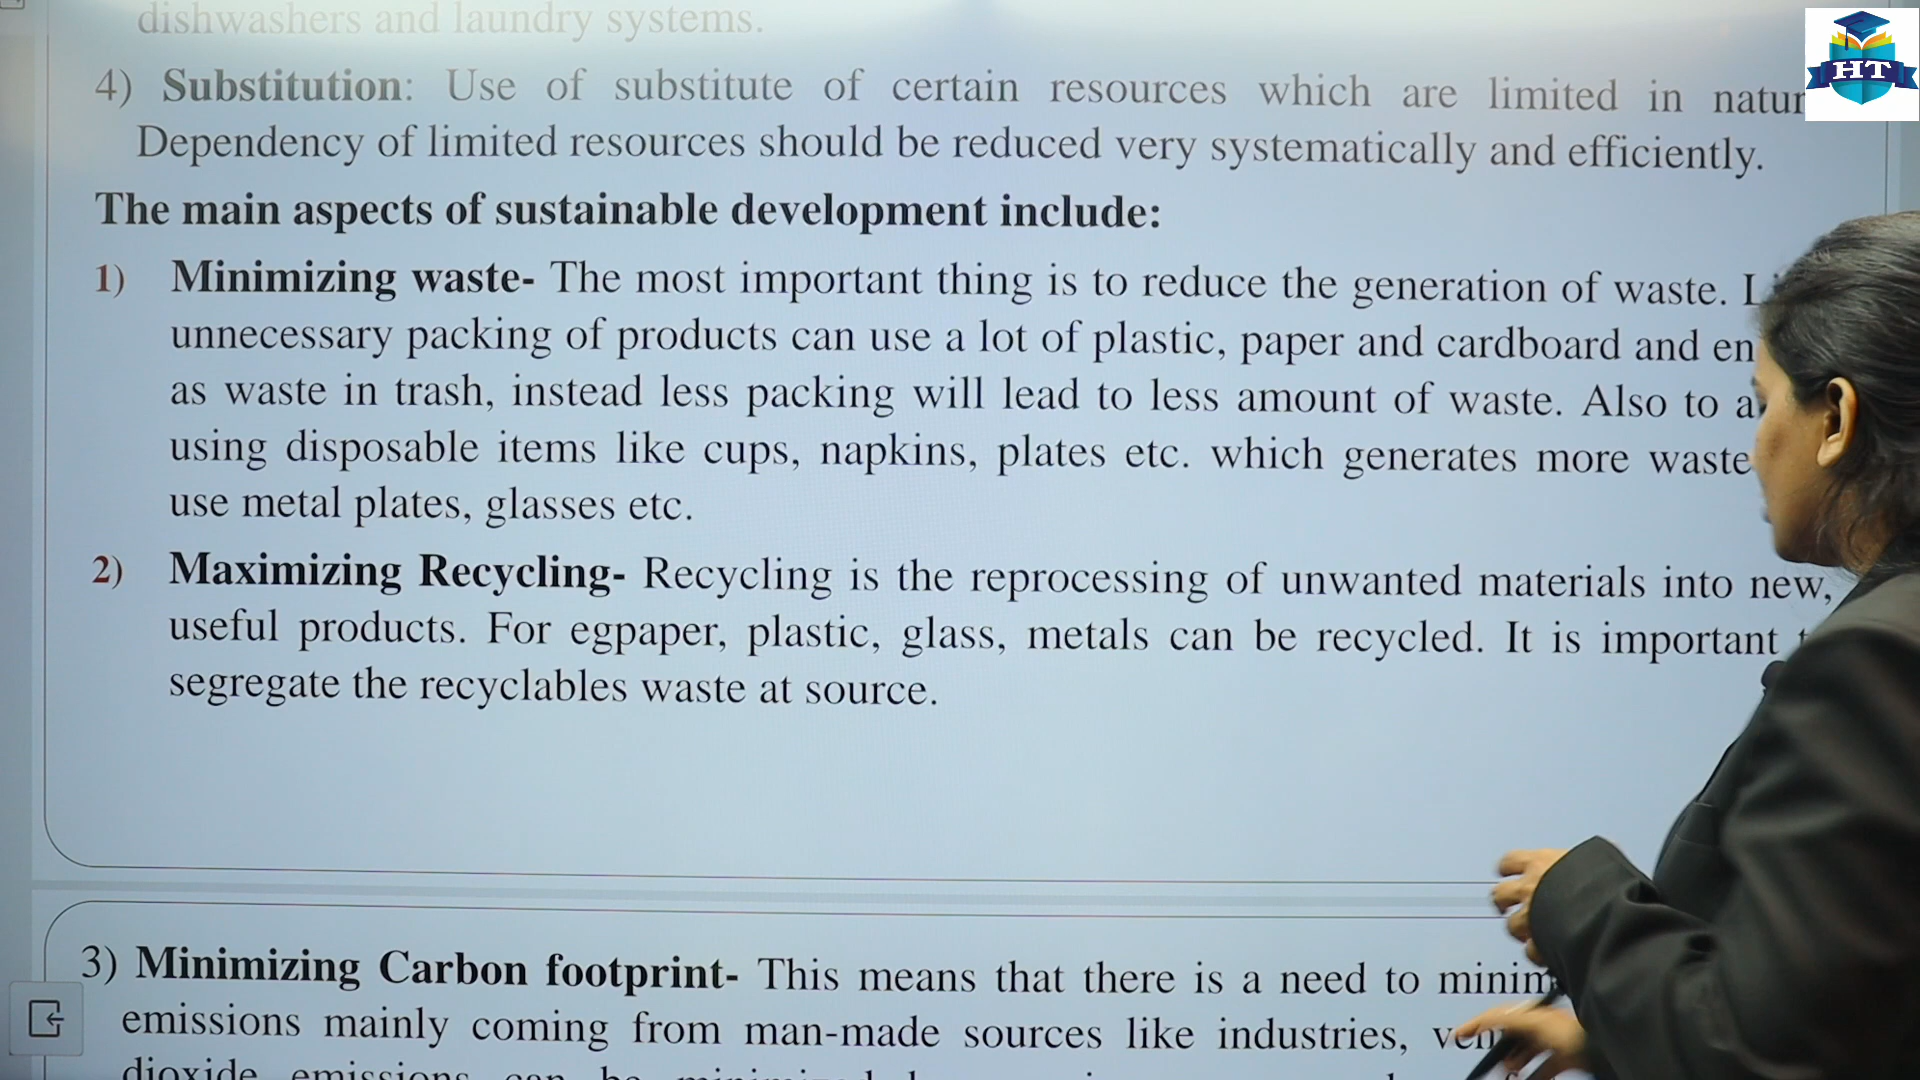 dishwashers and laundry systems.
HT
4) Substitution: Use of substitute of certain resources which are limited in natur
Dependency of limited resources should be reduced very systematically and efficiently.
The main aspects of sustainable development include:
1) Minimizing waste- The most important thing is to reduce the generation of waste.
unnecessary packing of products can use a lot of plastic, paper and cardboard and en
as waste in trash, instead less packing will lead to less amount of waste. Also to a
using disposable items like cups, napkins, plates etc. which generates more waste
use metal plates, glasses etc.
2) Maximizing Recycling- Recycling is the reprocessing of unwanted materials into new,
useful products. For egpaper, plastic, glass, metals can be recycled. It is important
segregate the recyclables waste at source.
3) Minimizing Carbon footprint- This means that there is a need to minim
emissions mainly coming from man-made sources like industries,
dioxide emissions can be